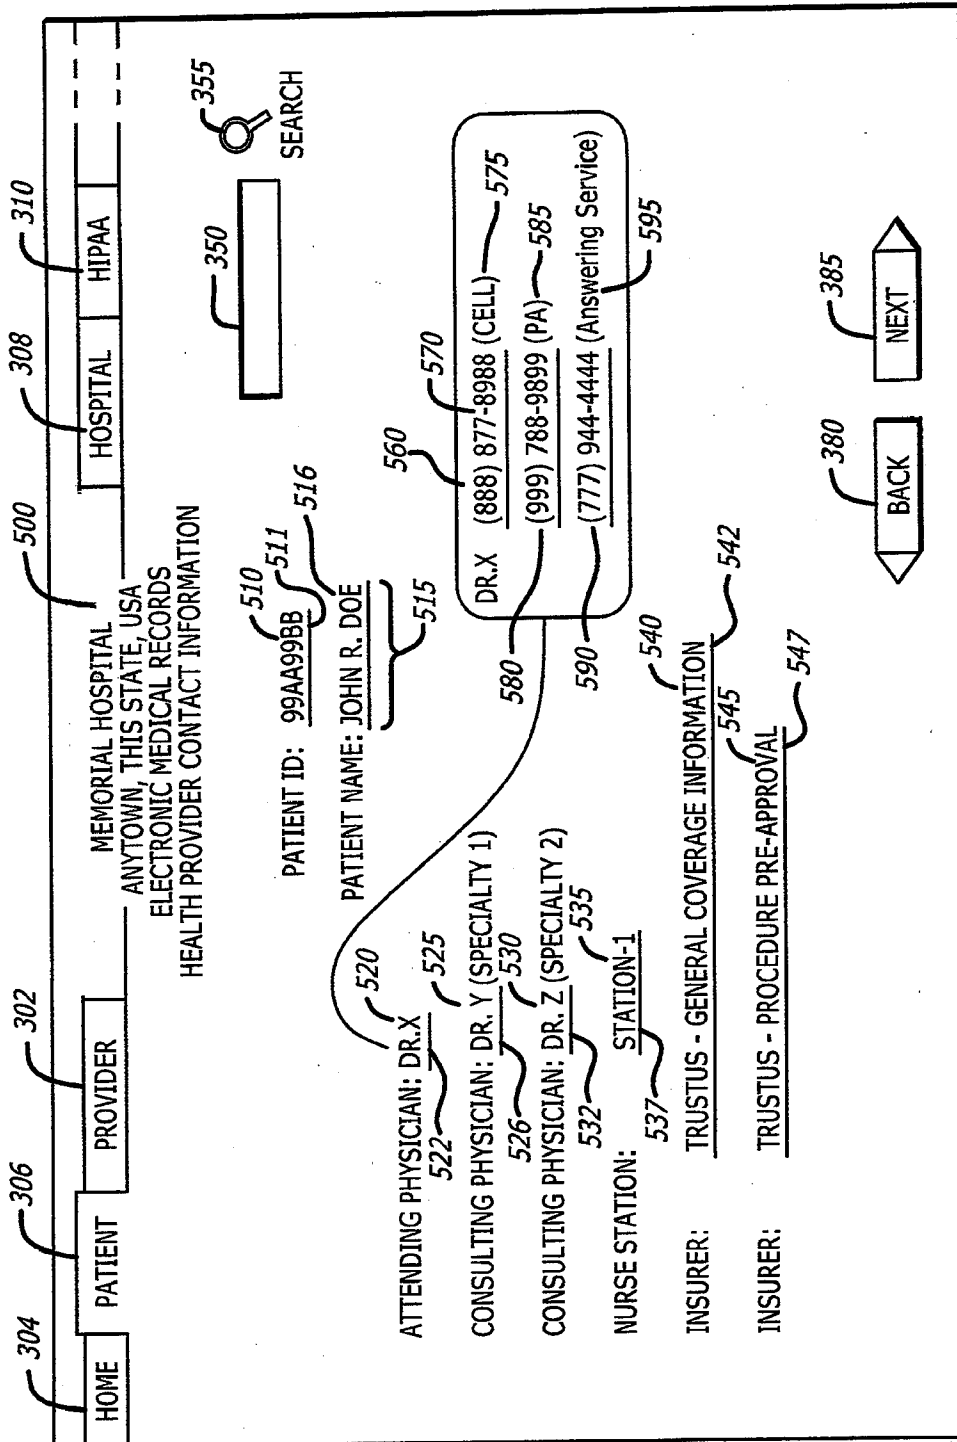 304
306
302
500
308
310
HOME
PATIENT
PROVIDER
HOSPITAL
HIPAA
MEMORIAL HOSPITAL
ANYTOWN, THIS STATE, USA
ELECTRONIC MEDICAL RECORDS
HEALTH PROVIDER CONTACT INFORMATION
350
355
SEARCH
510
PATIENT ID: 99AA99BB
511
516
PATIENT NAME: JOHN R. DOE
515
520
ATTENDING PHYSICIAN: DR.X
522
525
CONSULTING PHYSICIAN: DR. Y (SPECIALTY 1)
526
530
CONSULTING PHYSICIAN: DR. Z (SPECIALTY 2)
532
535
NURSE STATION: STATION-1
537
560
570
DR.X (888) 877-8988 (CELL)
575
580
(999) 788-9899 (PA)
585
590
(777) 944-4444 (Answering Service)
595
540
INSURER: TRUSTUS - GENERAL COVERAGE INFORMATION
542
545
INSURER: TRUSTUS - PROCEDURE PRE-APPROVAL
547
380
385
BACK
NEXT